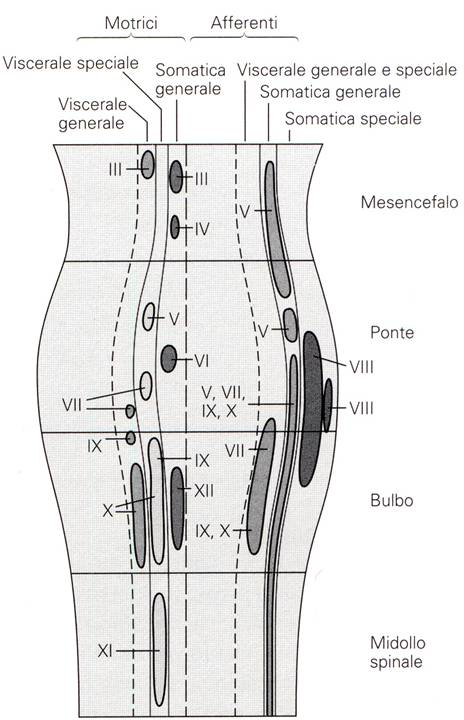 Motrici
Afferenti
Viscerale speciale
Somatica
generale
Viscerale
generale
Viscerale generale e speciale
Somatica generale
Somatica speciale
III
III
IV
V
Mesencefalo
V
V
VI
VII
V, VII,
IX, X
VIII
VIII
Ponte
IX
IX
X
XII
VII
IX, X
Bulbo
XI
Midollo
spinale